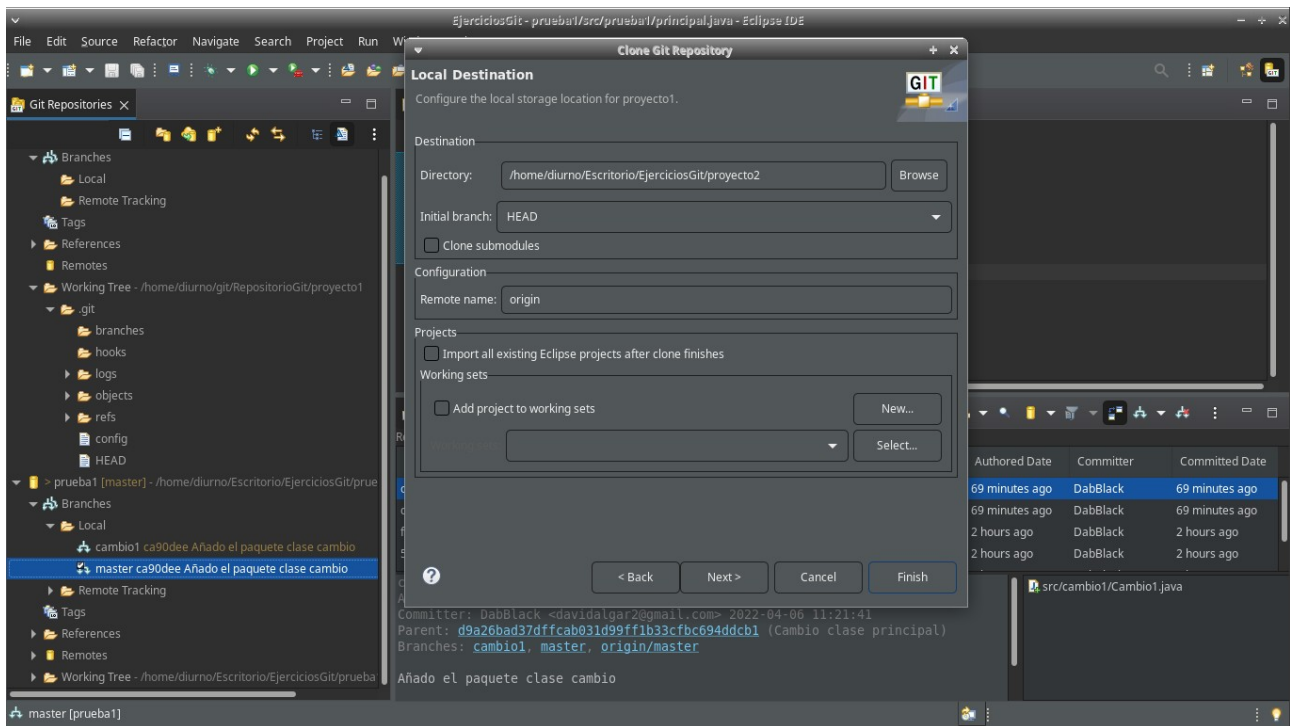 EjerciciosGit - prueba1/src/prueba1/principal.java - Eclipse IDE
File Edit Source Refactor Navigate Search Project Run
Git Repositories
Branches
Local
Remote Tracking
Tags
References
Remotes
Working Tree - /home/diurno/git/RepositorioGit/proyecto1
.git
branches
hooks
logs
objects
refs
config
HEAD
> prueba1 [master] - /home/diurno/Escritorio/EjerciciosGit/prue
Branches
Local
cambio1 ca90dee Añado el paquete clase cambio
master ca90dee Añado el paquete clase cambio
Remote Tracking
Tags
References
Remotes
Working Tree - /home/diurno/Escritorio/EjerciciosGit/prueba
master [prueba1]
Clone Git Repository
Local Destination
GIT
Configure the local storage location for proyecto1.
Destination
Directory: /home/diurno/Escritorio/EjerciciosGit/proyecto2 Browse
Initial branch: HEAD
Clone submodules
Configuration
Remote name: origin
Projects
Import all existing Eclipse projects after clone finishes
Working sets
Add project to working sets New...
Select...
< Back Next > Cancel Finish
Authored Date Committer Committed Date
69 minutes ago DabBlack 69 minutes ago
69 minutes ago DabBlack 69 minutes ago
2 hours ago DabBlack 2 hours ago
2 hours ago DabBlack 2 hours ago
Committer: DabBlack <davidalgar2@gmail.com> 2022-04-06 11:21:41
Parent: d9a26bad37dffcab031d99ff1b33cfbc694ddcb1 (Cambio clase principal)
Branches: cambio1, master, origin/master
Añado el paquete clase cambio
src/cambio1/Cambio1.java